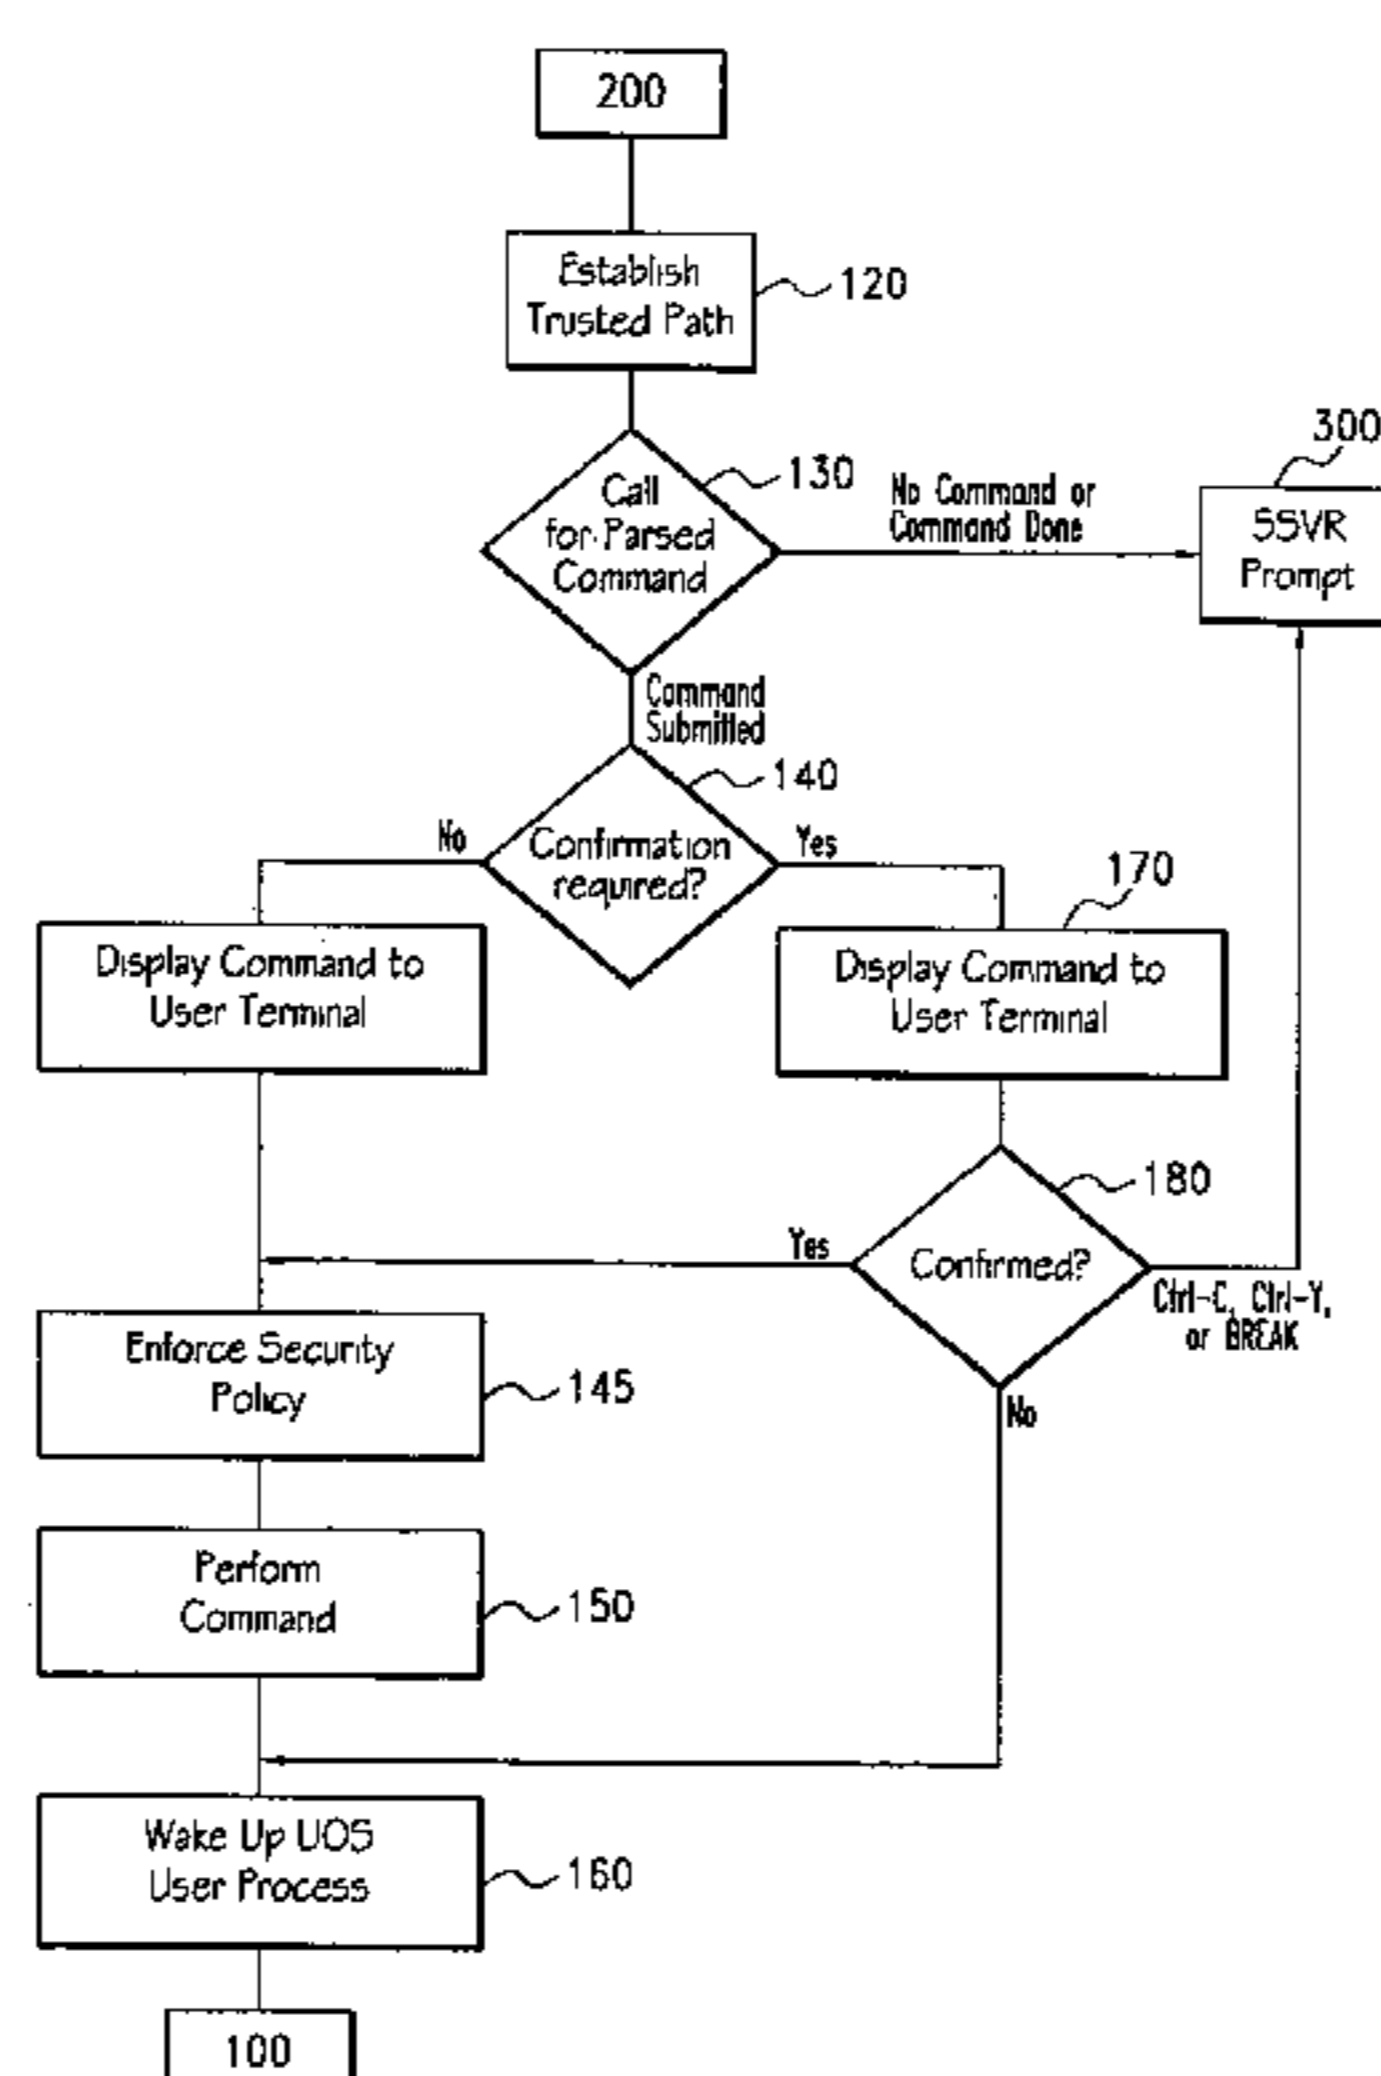 200
Establish
Trusted Path
120
300
Call
for Parsed
Command
130
No Command or
Command Done
SSVR
Prompt
Command
Submitted
140
No
Confirmation
required?
Yes
170
Display Command to
User Terminal
Display Command to
User Terminal
180
Yes
Confirmed?
Ctrl-C, Ctrl-Y,
or BREAK
Enforce Security
Policy
145
No
Perform
Command
150
Wake Up UOS
User Process
160
100